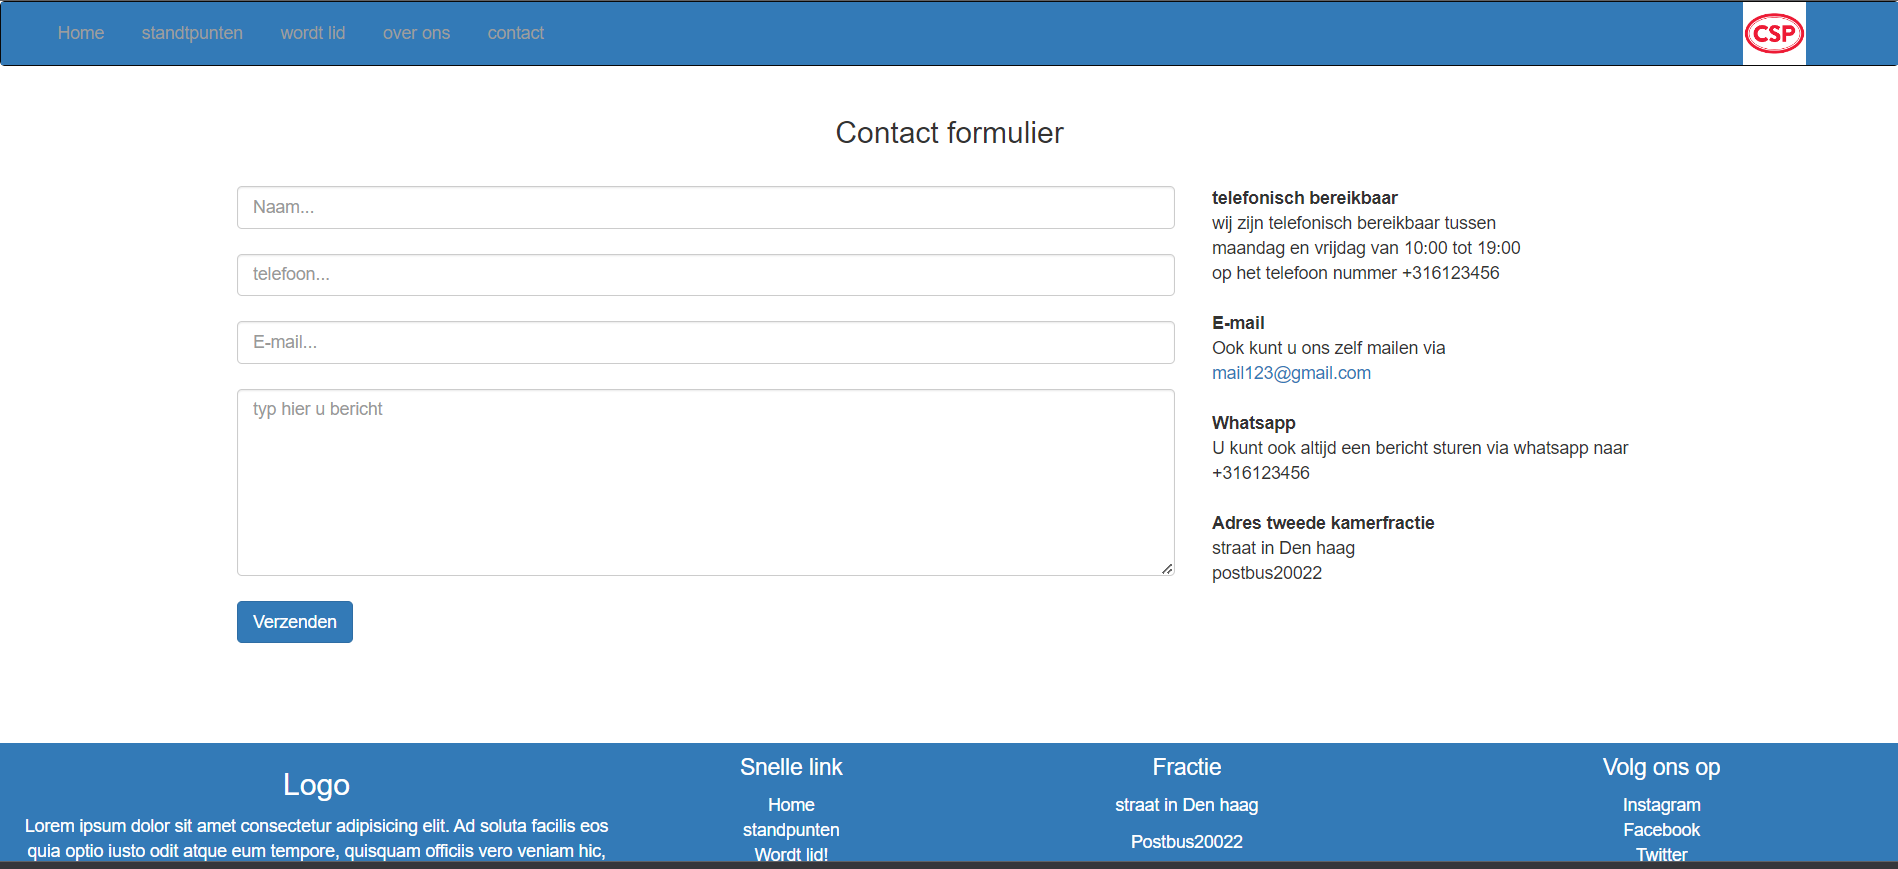 Home standtpunten wordt lid over ons contact CSP
Contact formulier
Naam...
telefoon...
E-mail...
typ hier u bericht
Verzenden
telefonisch bereikbaar
wij zijn telefonisch bereikbaar tussen
maandag en vrijdag van 10:00 tot 19:00
op het telefoon nummer +316123456
E-mail
Ook kunt u ons zelf mailen via
mail123@gmail.com
Whatsapp
U kunt ook altijd een bericht sturen via whatsapp naar
+316123456
Adres tweede kamerfractie
straat in Den haag
postbus20022
Logo
Lorem ipsum dolor sit amet consectetur adipisicing elit. Ad soluta facilis eos
quia optio iusto odit atque eum tempore, quisquam officiis vero veniam hic,
Snelle link
Home
standpunten
Wordt lid!
Fractie
straat in Den haag
Postbus20022
Volg ons op
Instagram
Facebook
Twitter